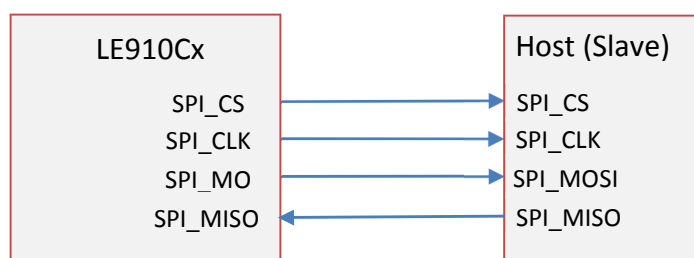 LE910Cx
Host (Slave)
SPI_CS
SPI_CS
SPI_CLK
SPI_CLK
SPI_MO
SPI_MOSI
SPI_MISO
SPI_MISO